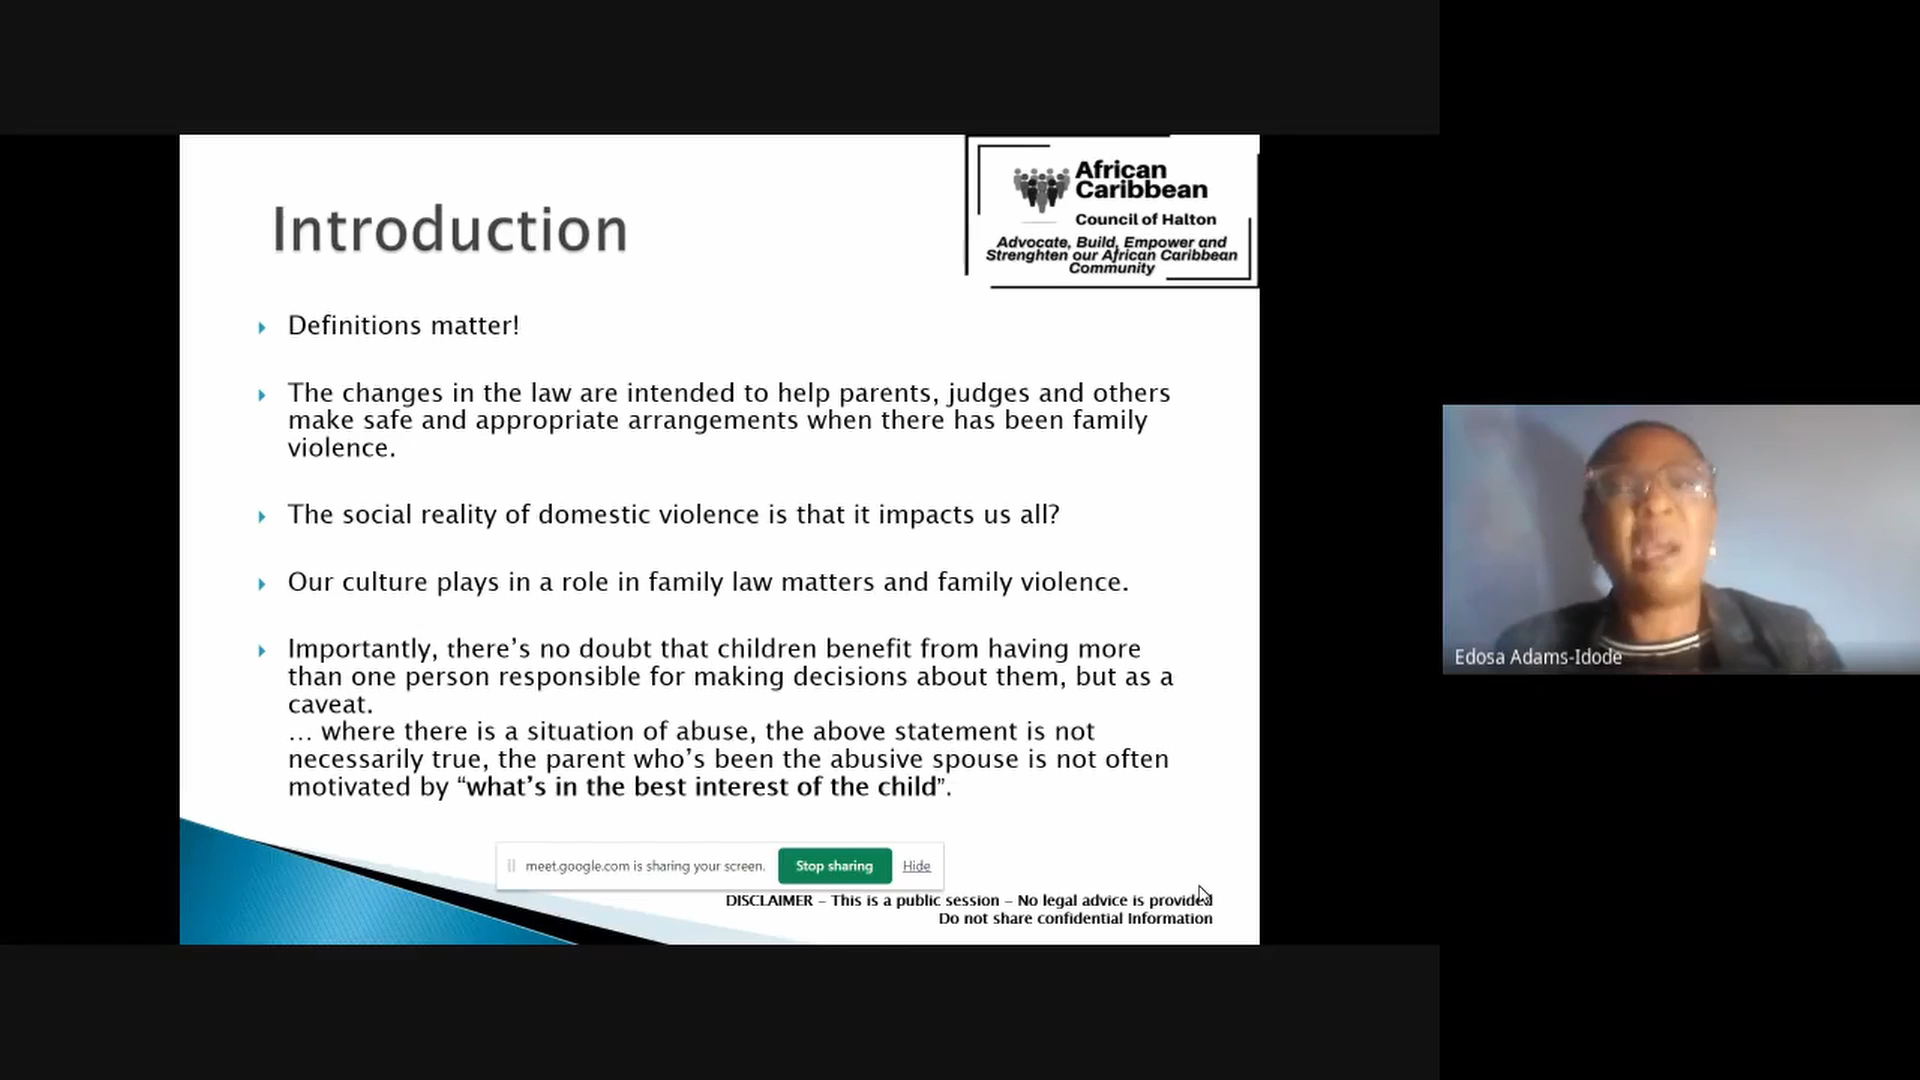 African
Caribbean
Council of Halton
Advocate, Build, Empower and
Strenghten our African Caribbean
Community
Introduction
Definitions matter!
The changes in the law are intended to help parents, judges and others
make safe and appropriate arrangements when there has been family
violence.
The social reality of domestic violence is that it impacts us all?
Our culture plays in a role in family law matters and family violence.
Importantly, there’s no doubt that children benefit from having more
than one person responsible for making decisions about them, but as a
caveat.
… where there is a situation of abuse, the above statement is not
necessarily true, the parent who’s been the abusive spouse is not often
motivated by “what’s in the best interest of the child”.
meet.google.com is sharing your screen. Stop sharing Hide
DISCLAIMER – This is a public session – No legal advice is provided
Do not share confidential Information
Edosa Adams-Idode